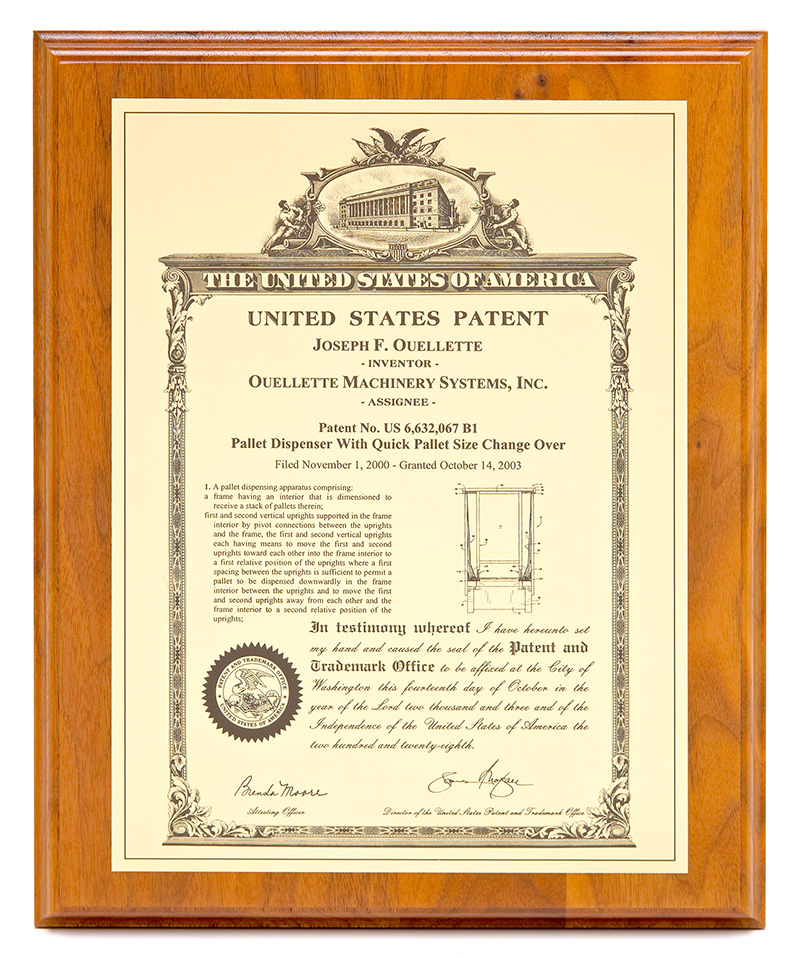 THE UNITED STATES OF AMERICA
UNITED STATES PATENT
JOSEPH F. OUELLETTE
- INVENTOR -
OUELLETTE MACHINERY SYSTEMS, INC.
- ASSIGNEE -
Patent No. US 6,632,067 B1
Pallet Dispenser With Quick Pallet Size Change Over
Filed November 1, 2000 - Granted October 14, 2003
1. A pallet dispensing apparatus comprising:
a frame having an interior that is dimensioned to
receive a stack of pallets therein;
first and second vertical uprights supported in the frame
interior by pivot connections between the uprights
and the frame, the first and second vertical uprights
each having means to move the first and second
uprights toward each other into the frame interior to
a first relative position of the uprights where a first
spacing between the uprights is sufficient to permit a
pallet to be dispensed downwardly in the frame
interior between the uprights and to move the first
and second uprights away from each other and the
frame interior to a second relative position of the
uprights;
In testimony whereof I have hereunto set
my hand and caused the seal of the Patent and
Trademark Office to be affixed at the City of
Washington this fourteenth day of October in the
year of the Lord two thousand and three and of the
Independence of the United States of America the
two hundred and twenty-eighth.
PATENT AND TRADEMARK OFFICE
UNITED STATES OF AMERICA
Brenda Moore
Attesting Officer
Director of the United States Patent and Trademark Office